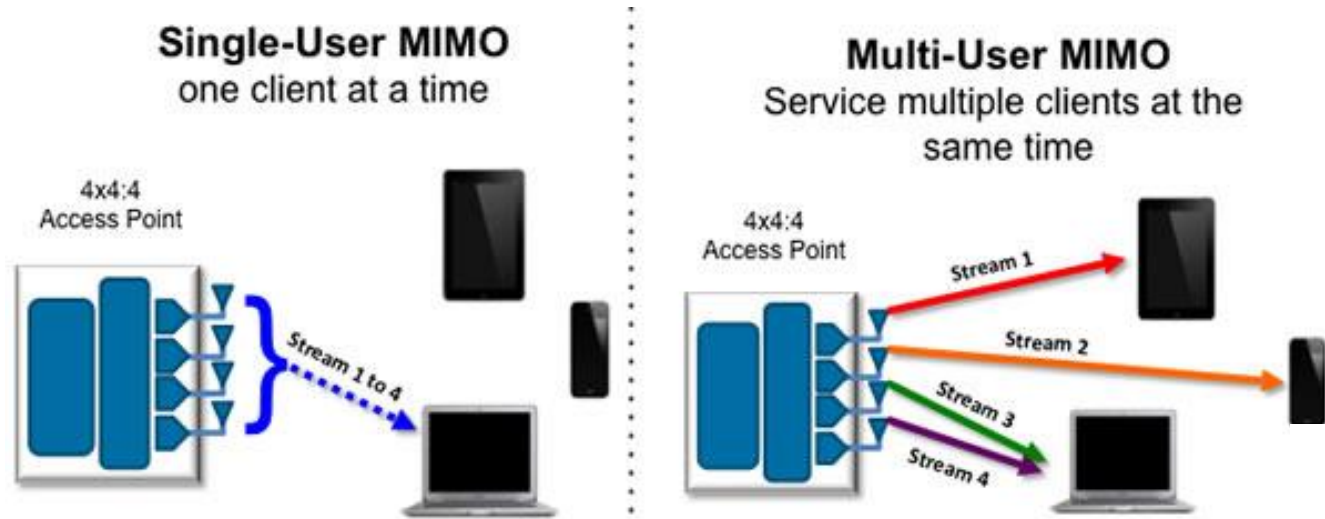 Single-User MIMO
one client at a time
4x4:4
Access Point
Stream 1 to 4
Multi-User MIMO
Service multiple clients at the
same time
4x4:4
Access Point
Stream 1
Stream 2
Stream 3
Stream 4